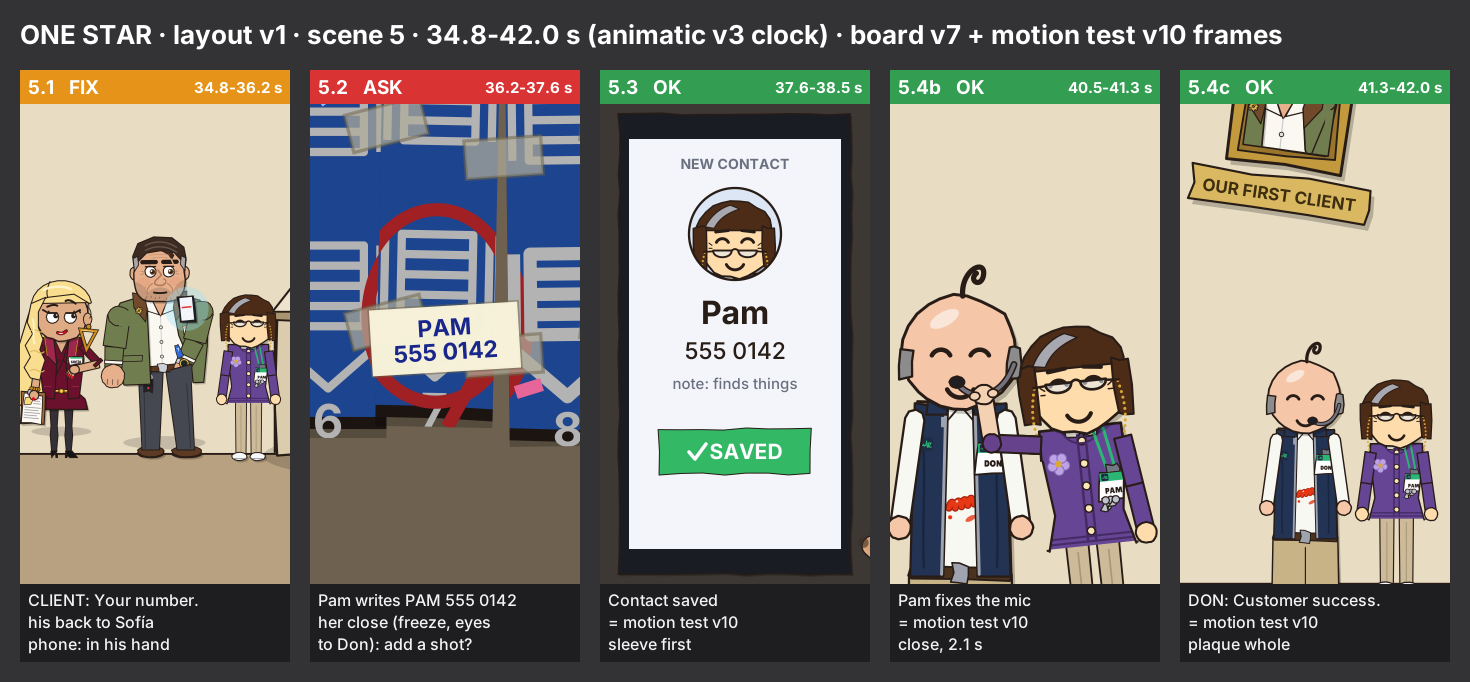 ONE STAR · layout v1 · scene 5 · 34.8-42.0 s (animatic v3 clock) · board v7 + motion test v10 frames
5.1 FIX 34.8-36.2 s
CLIENT: Your number.
his back to Sofía
phone: in his hand
5.2 ASK 36.2-37.6 s
PAM
555 0142
6
7
8
Pam writes PAM 555 0142
her close (freeze, eyes
to Don): add a shot?
5.3 OK 37.6-38.5 s
NEW CONTACT
Pam
555 0142
note: finds things
✓SAVED
Contact saved
= motion test v10
sleeve first
5.4b OK 40.5-41.3 s
DON
PAM
Pam fixes the mic
= motion test v10
close, 2.1 s
5.4c OK 41.3-42.0 s
OUR FIRST CLIENT
DON
PAM
DON: Customer success.
= motion test v10
plaque whole